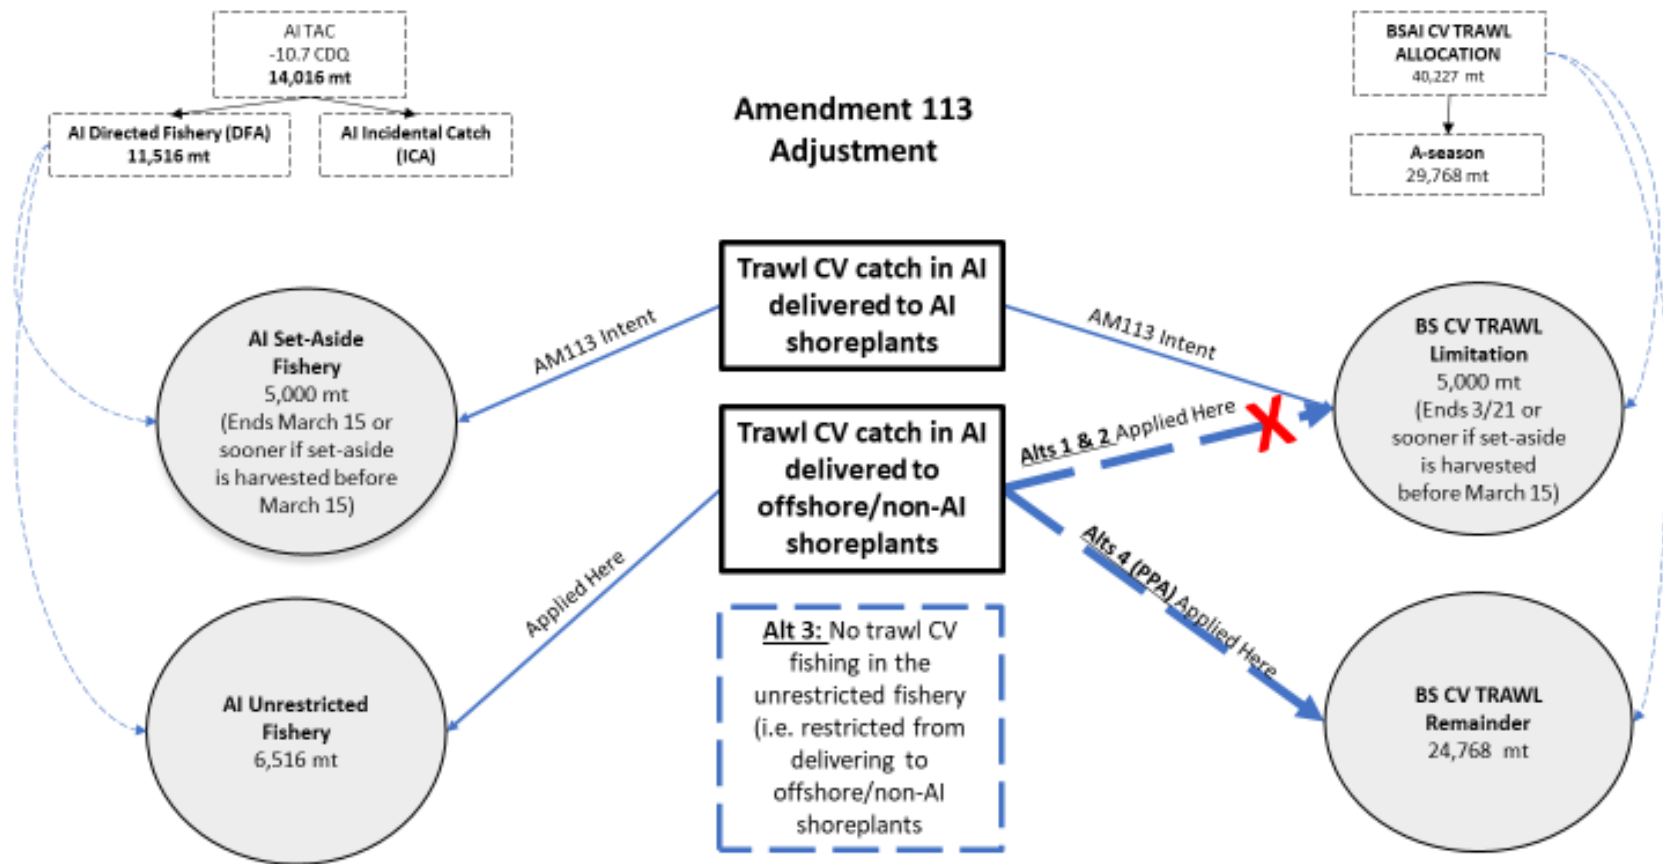 AI TAC
-10.7 CDQ
14,016 mt
AI Directed Fishery (DFA)
11,516 mt
AI Incidental Catch
(ICA)
Amendment 113
Adjustment
BSAI CV TRAWL
ALLOCATION
40,227 mt
A-season
29,768 mt
AI Set-Aside
Fishery
5,000 mt
(Ends March 15 or
sooner if set-aside
is harvested before
March 15)
AM113 Intent
Trawl CV catch in AI
delivered to AI
shoreplants
AM113 Intent
BS CV TRAWL
Limitation
5,000 mt
(Ends 3/21 or
sooner if set-aside
is harvested
before March 15)
Trawl CV catch in AI
delivered to
offshore/non-AI
shoreplants
Alts 1 & 2 Applied Here
X
Applied Here
Alts 4 (PPA) Applied Here
AI Unrestricted
Fishery
6,516 mt
Alt 3: No trawl CV
fishing in the
unrestricted fishery
(i.e. restricted from
delivering to
offshore/non-AI
shoreplants
BS CV TRAWL
Remainder
24,768 mt